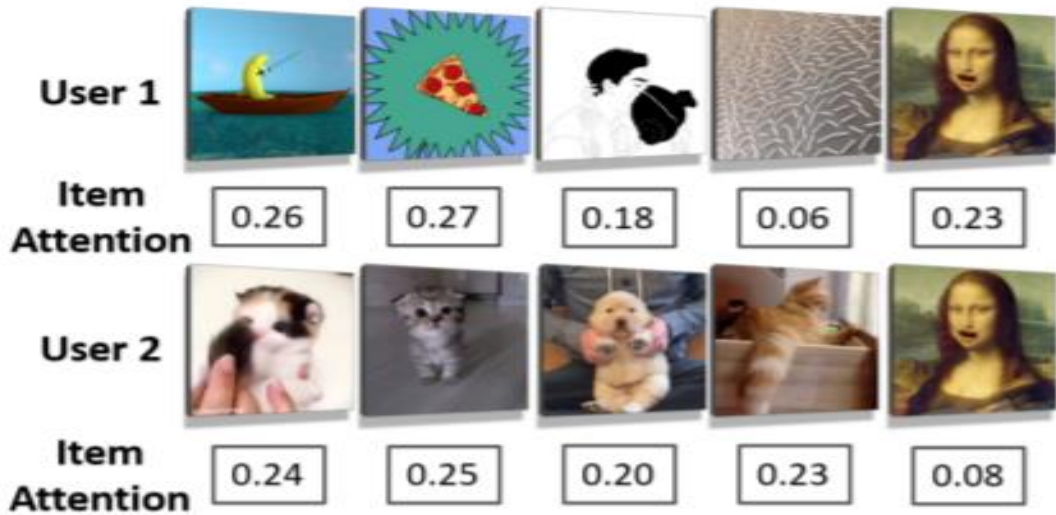 User 1
Item
Attention
0.26 0.27 0.18 0.06 0.23
User 2
Item
Attention
0.24 0.25 0.20 0.23 0.08